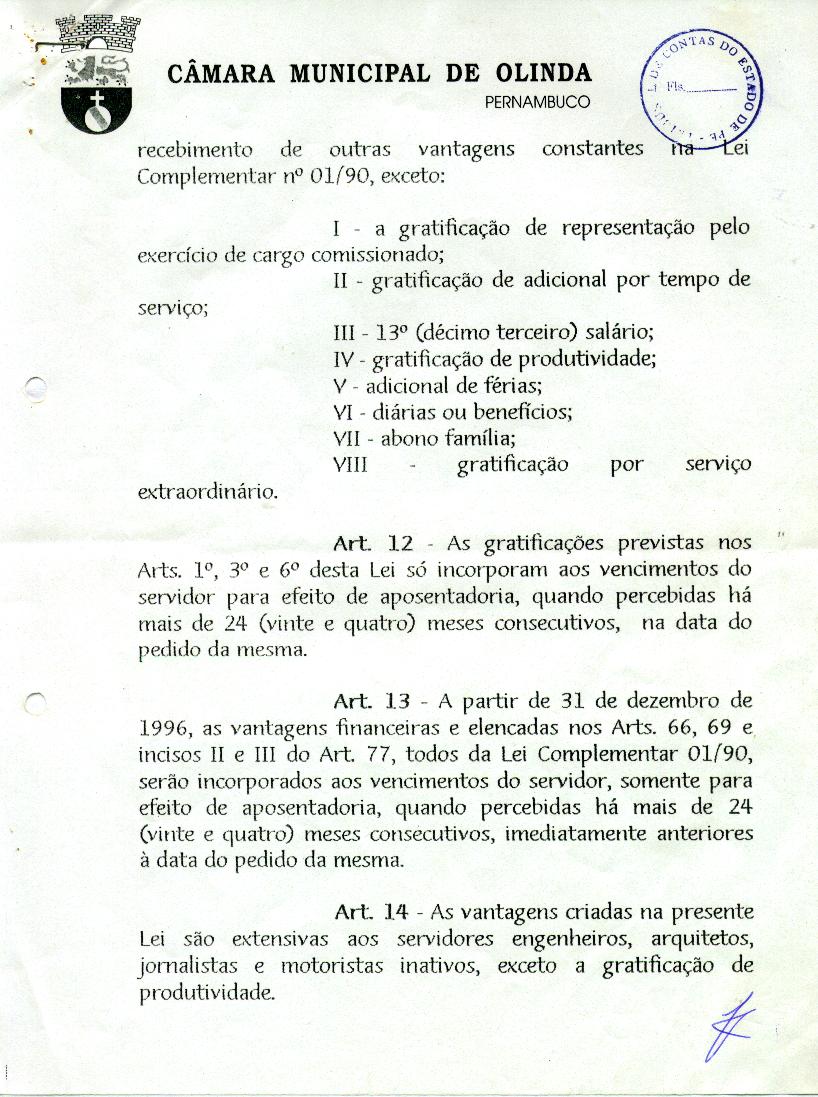 CÂMARA MUNICIPAL DE OLINDA
PERNAMBUCO
L DE CONTAS DO ESTADO DE PE
Fls.
recebimento de outras vantagens constantes na Lei
Complementar nº 01/90, exceto:
I - a gratificação de representação pelo
exercício de cargo comissionado;
II - gratificação de adicional por tempo de
serviço;
III - 13º (décimo terceiro) salário;
IV - gratificação de produtividade;
V - adicional de férias;
VI - diárias ou benefícios;
VII - abono família;
VIII - gratificação por serviço
extraordinário.
Art. 12 - As gratificações previstas nos
Arts. 1º, 3º e 6º desta Lei só incorporam aos vencimentos do
servidor para efeito de aposentadoria, quando percebidas há
mais de 24 (vinte e quatro) meses consecutivos, na data do
pedido da mesma.
Art. 13 - A partir de 31 de dezembro de
1996, as vantagens financeiras e elencadas nos Arts. 66, 69 e
incisos II e III do Art. 77, todos da Lei Complementar 01/90,
serão incorporados aos vencimentos do servidor, somente para
efeito de aposentadoria, quando percebidas há mais de 24
(vinte e quatro) meses consecutivos, imediatamente anteriores
à data do pedido da mesma.
Art. 14 - As vantagens criadas na presente
Lei são extensivas aos servidores engenheiros, arquitetos,
jornalistas e motoristas inativos, exceto a gratificação de
produtividade.